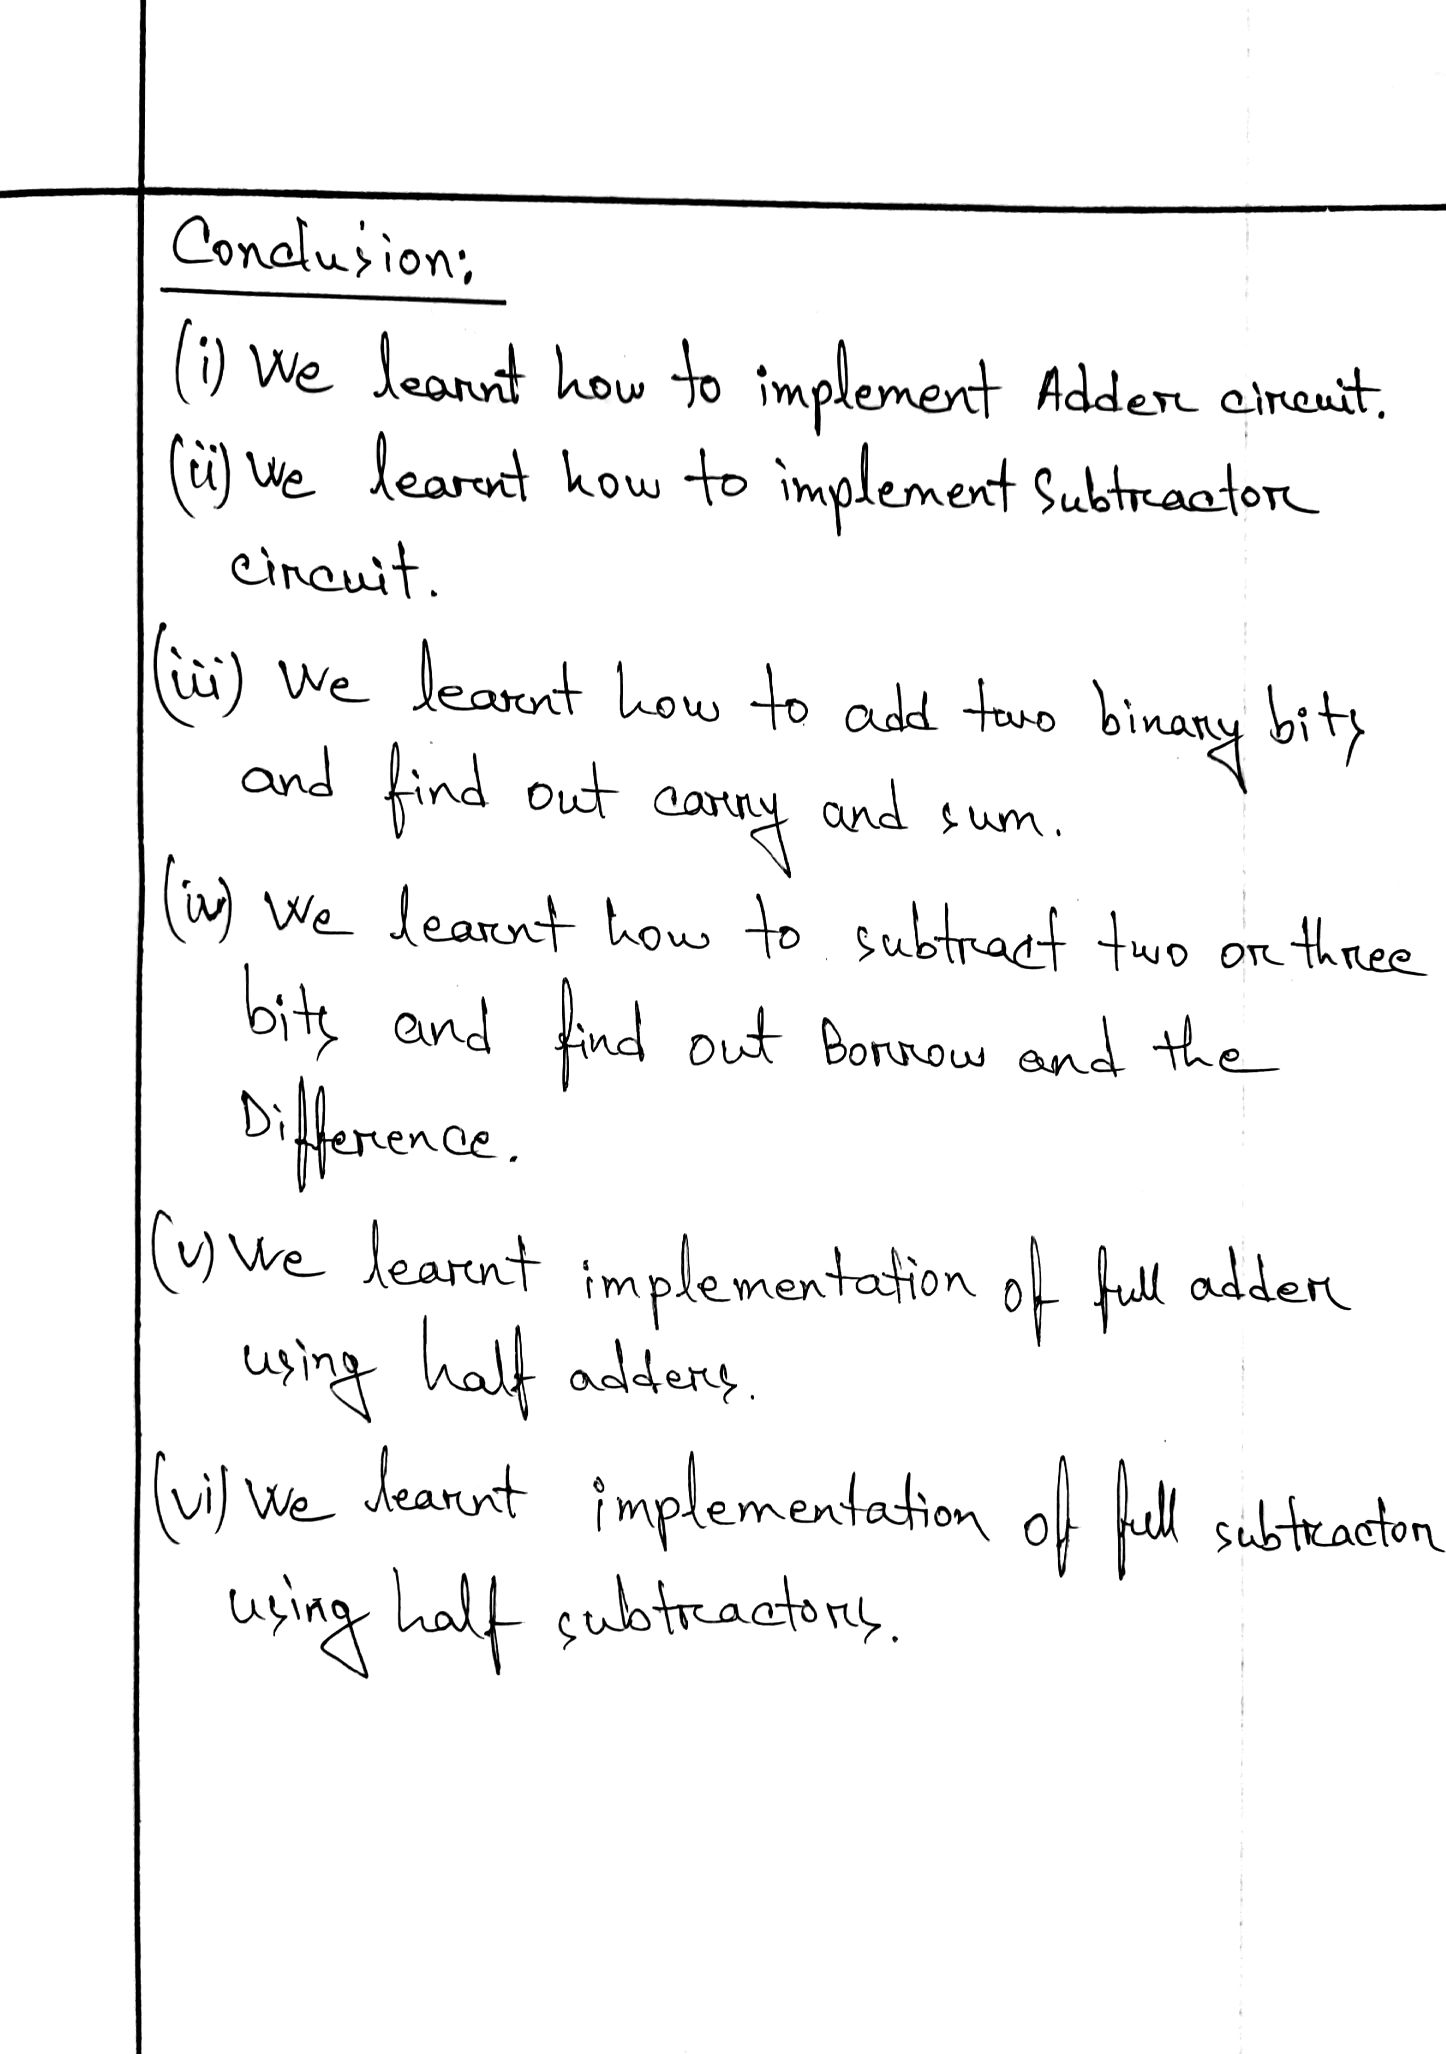 Conclusion:
(i) We learnt how to implement Adder circuit.
(ii) We learnt how to implement Subtractor
circuit.
(iii) We learnt how to add two binary bits
and find out carry and sum.
(iv) We learnt how to subtract two or three
bits and find out Borrow and the
Difference.
(v) We learnt implementation of full adder
using half adders.
(vi) We learnt implementation of full subtractor
using half subtractors.